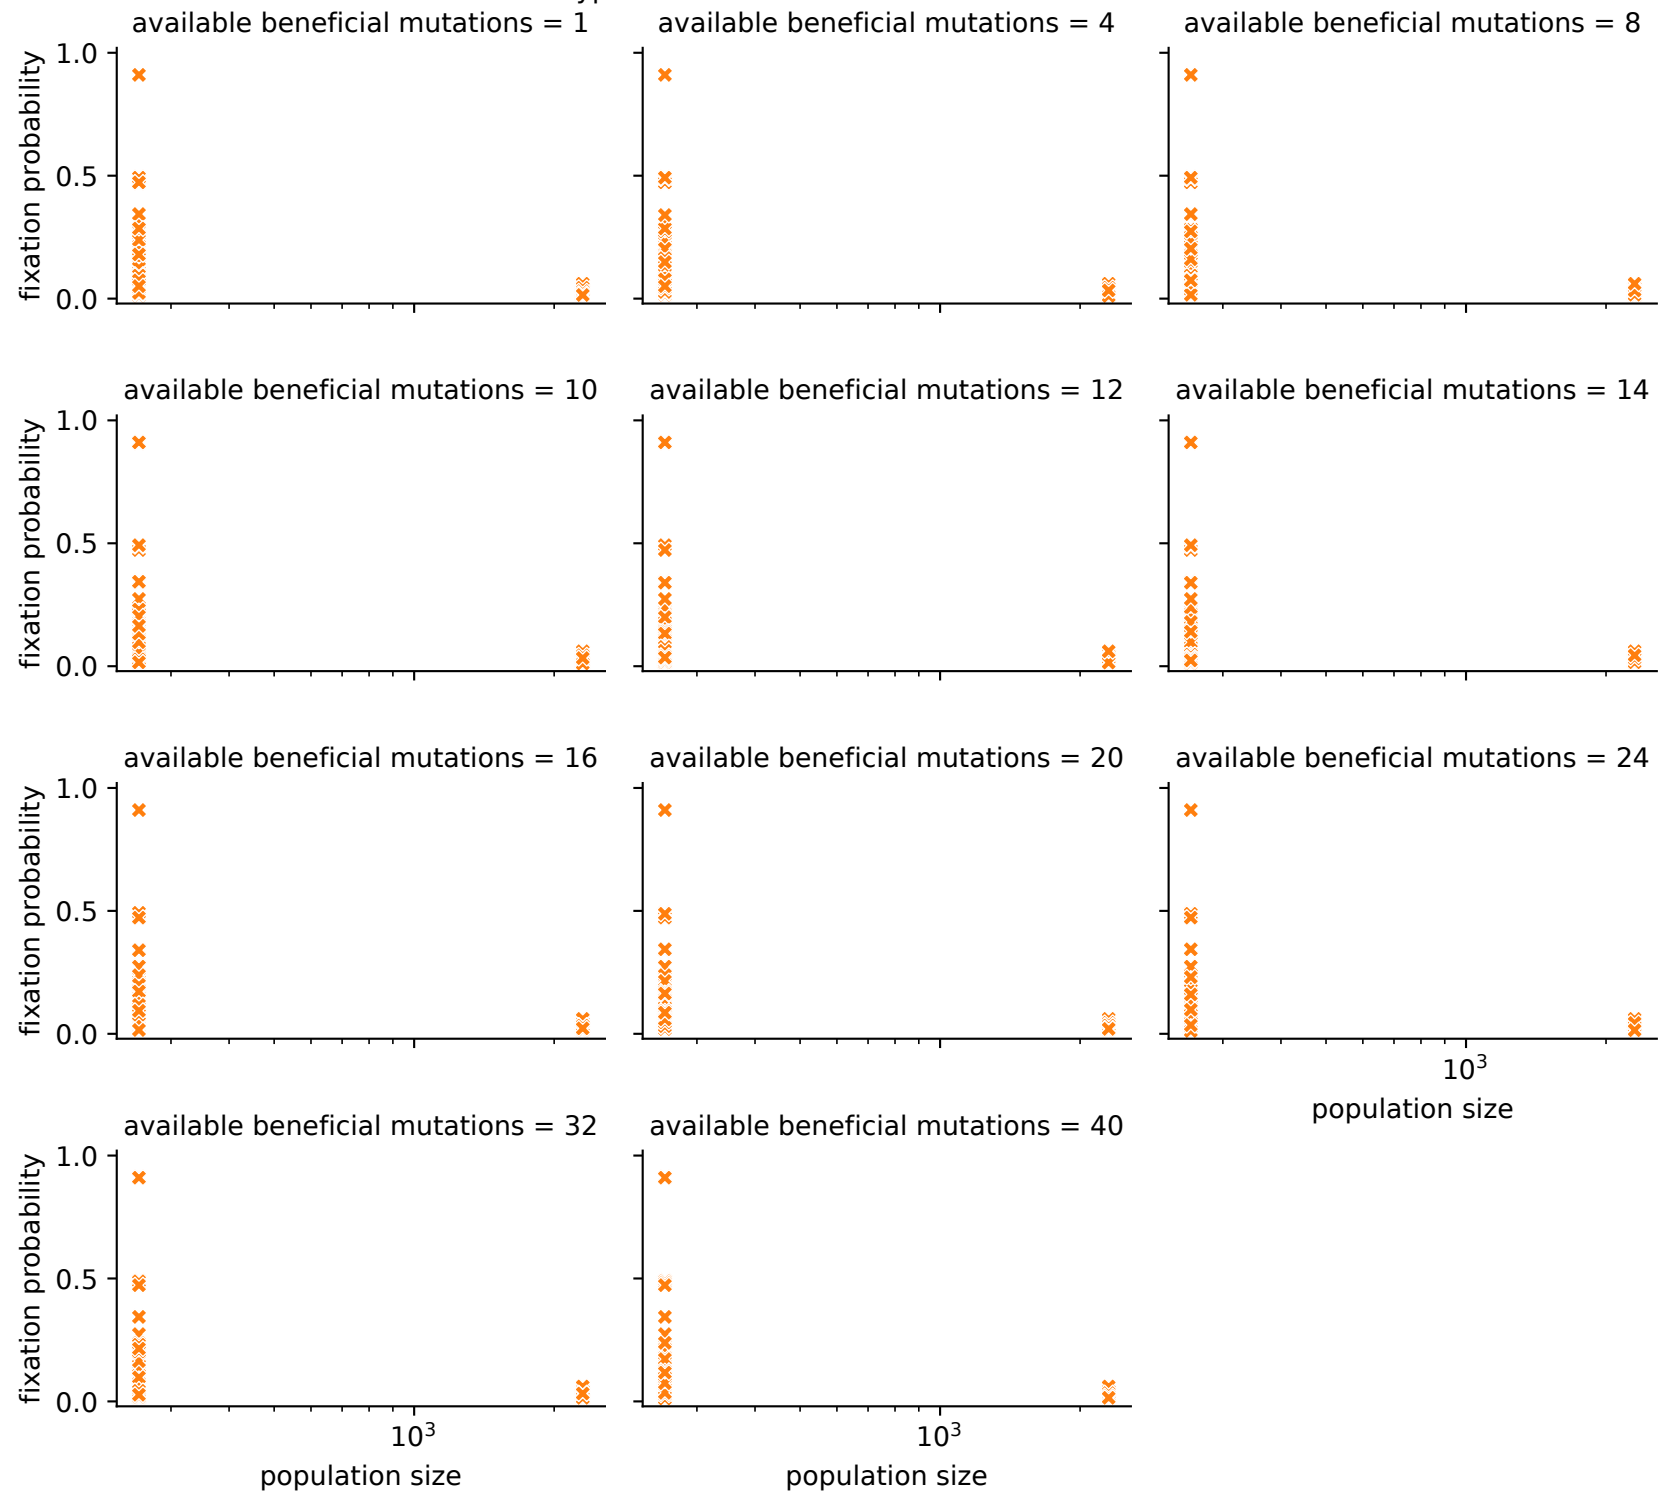 available beneficial mutations = 1
available beneficial mutations = 4
available beneficial mutations = 8
fixation probability
1.0
0.5
0.0
available beneficial mutations = 10
available beneficial mutations = 12
available beneficial mutations = 14
fixation probability
1.0
0.5
0.0
available beneficial mutations = 16
available beneficial mutations = 20
available beneficial mutations = 24
fixation probability
1.0
0.5
0.0
10³
population size
available beneficial mutations = 32
available beneficial mutations = 40
fixation probability
1.0
0.5
0.0
10³
10³
population size
population size